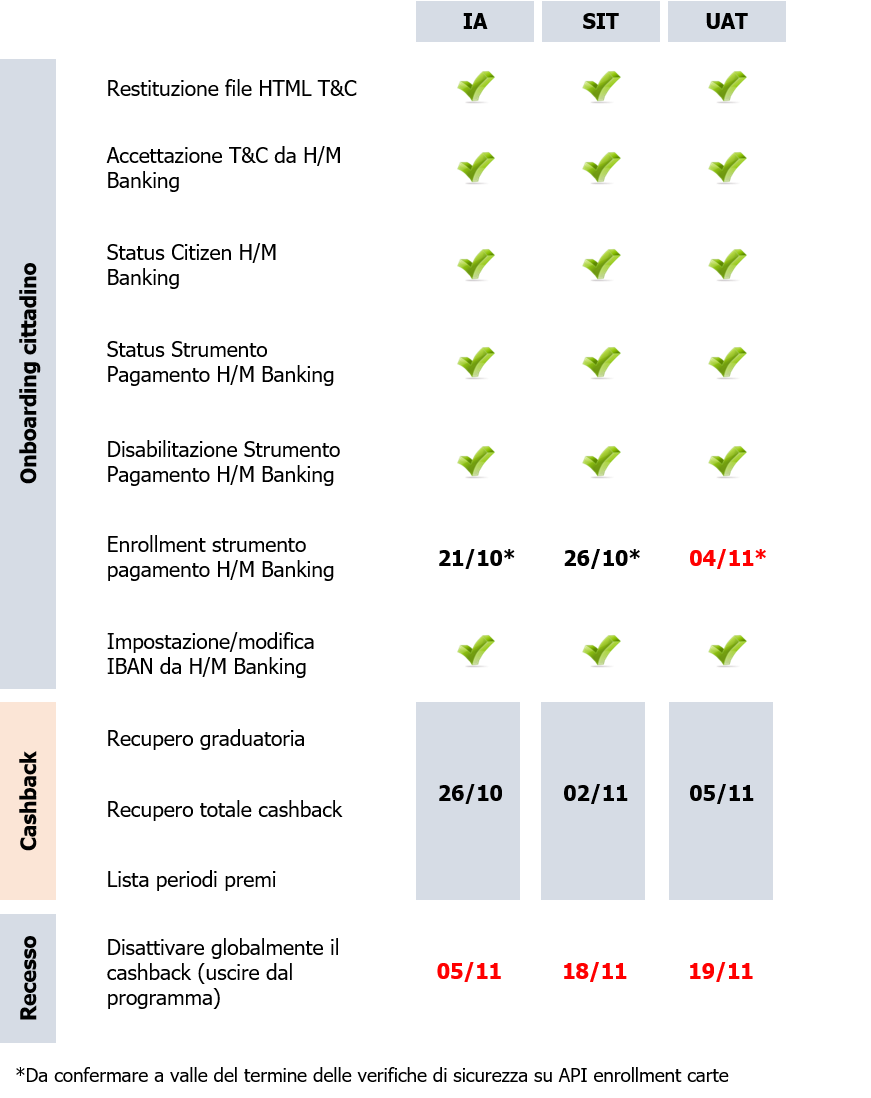 IA SIT UAT
Onboarding cittadino
Restituzione file HTML T&C
Accettazione T&C da H/M
Banking
Status Citizen H/M
Banking
Status Strumento
Pagamento H/M Banking
Disabilitazione Strumento
Pagamento H/M Banking
Enrollment strumento
pagamento H/M Banking
21/10* 26/10* 04/11*
Impostazione/modifica
IBAN da H/M Banking
Cashback
Recupero graduatoria
Recupero totale cashback
Lista periodi premi
26/10 02/11 05/11
Recesso
Disattivare globalmente il
cashback (uscire dal
programma)
05/11 18/11 19/11
*Da confermare a valle del termine delle verifiche di sicurezza su API enrollment carte